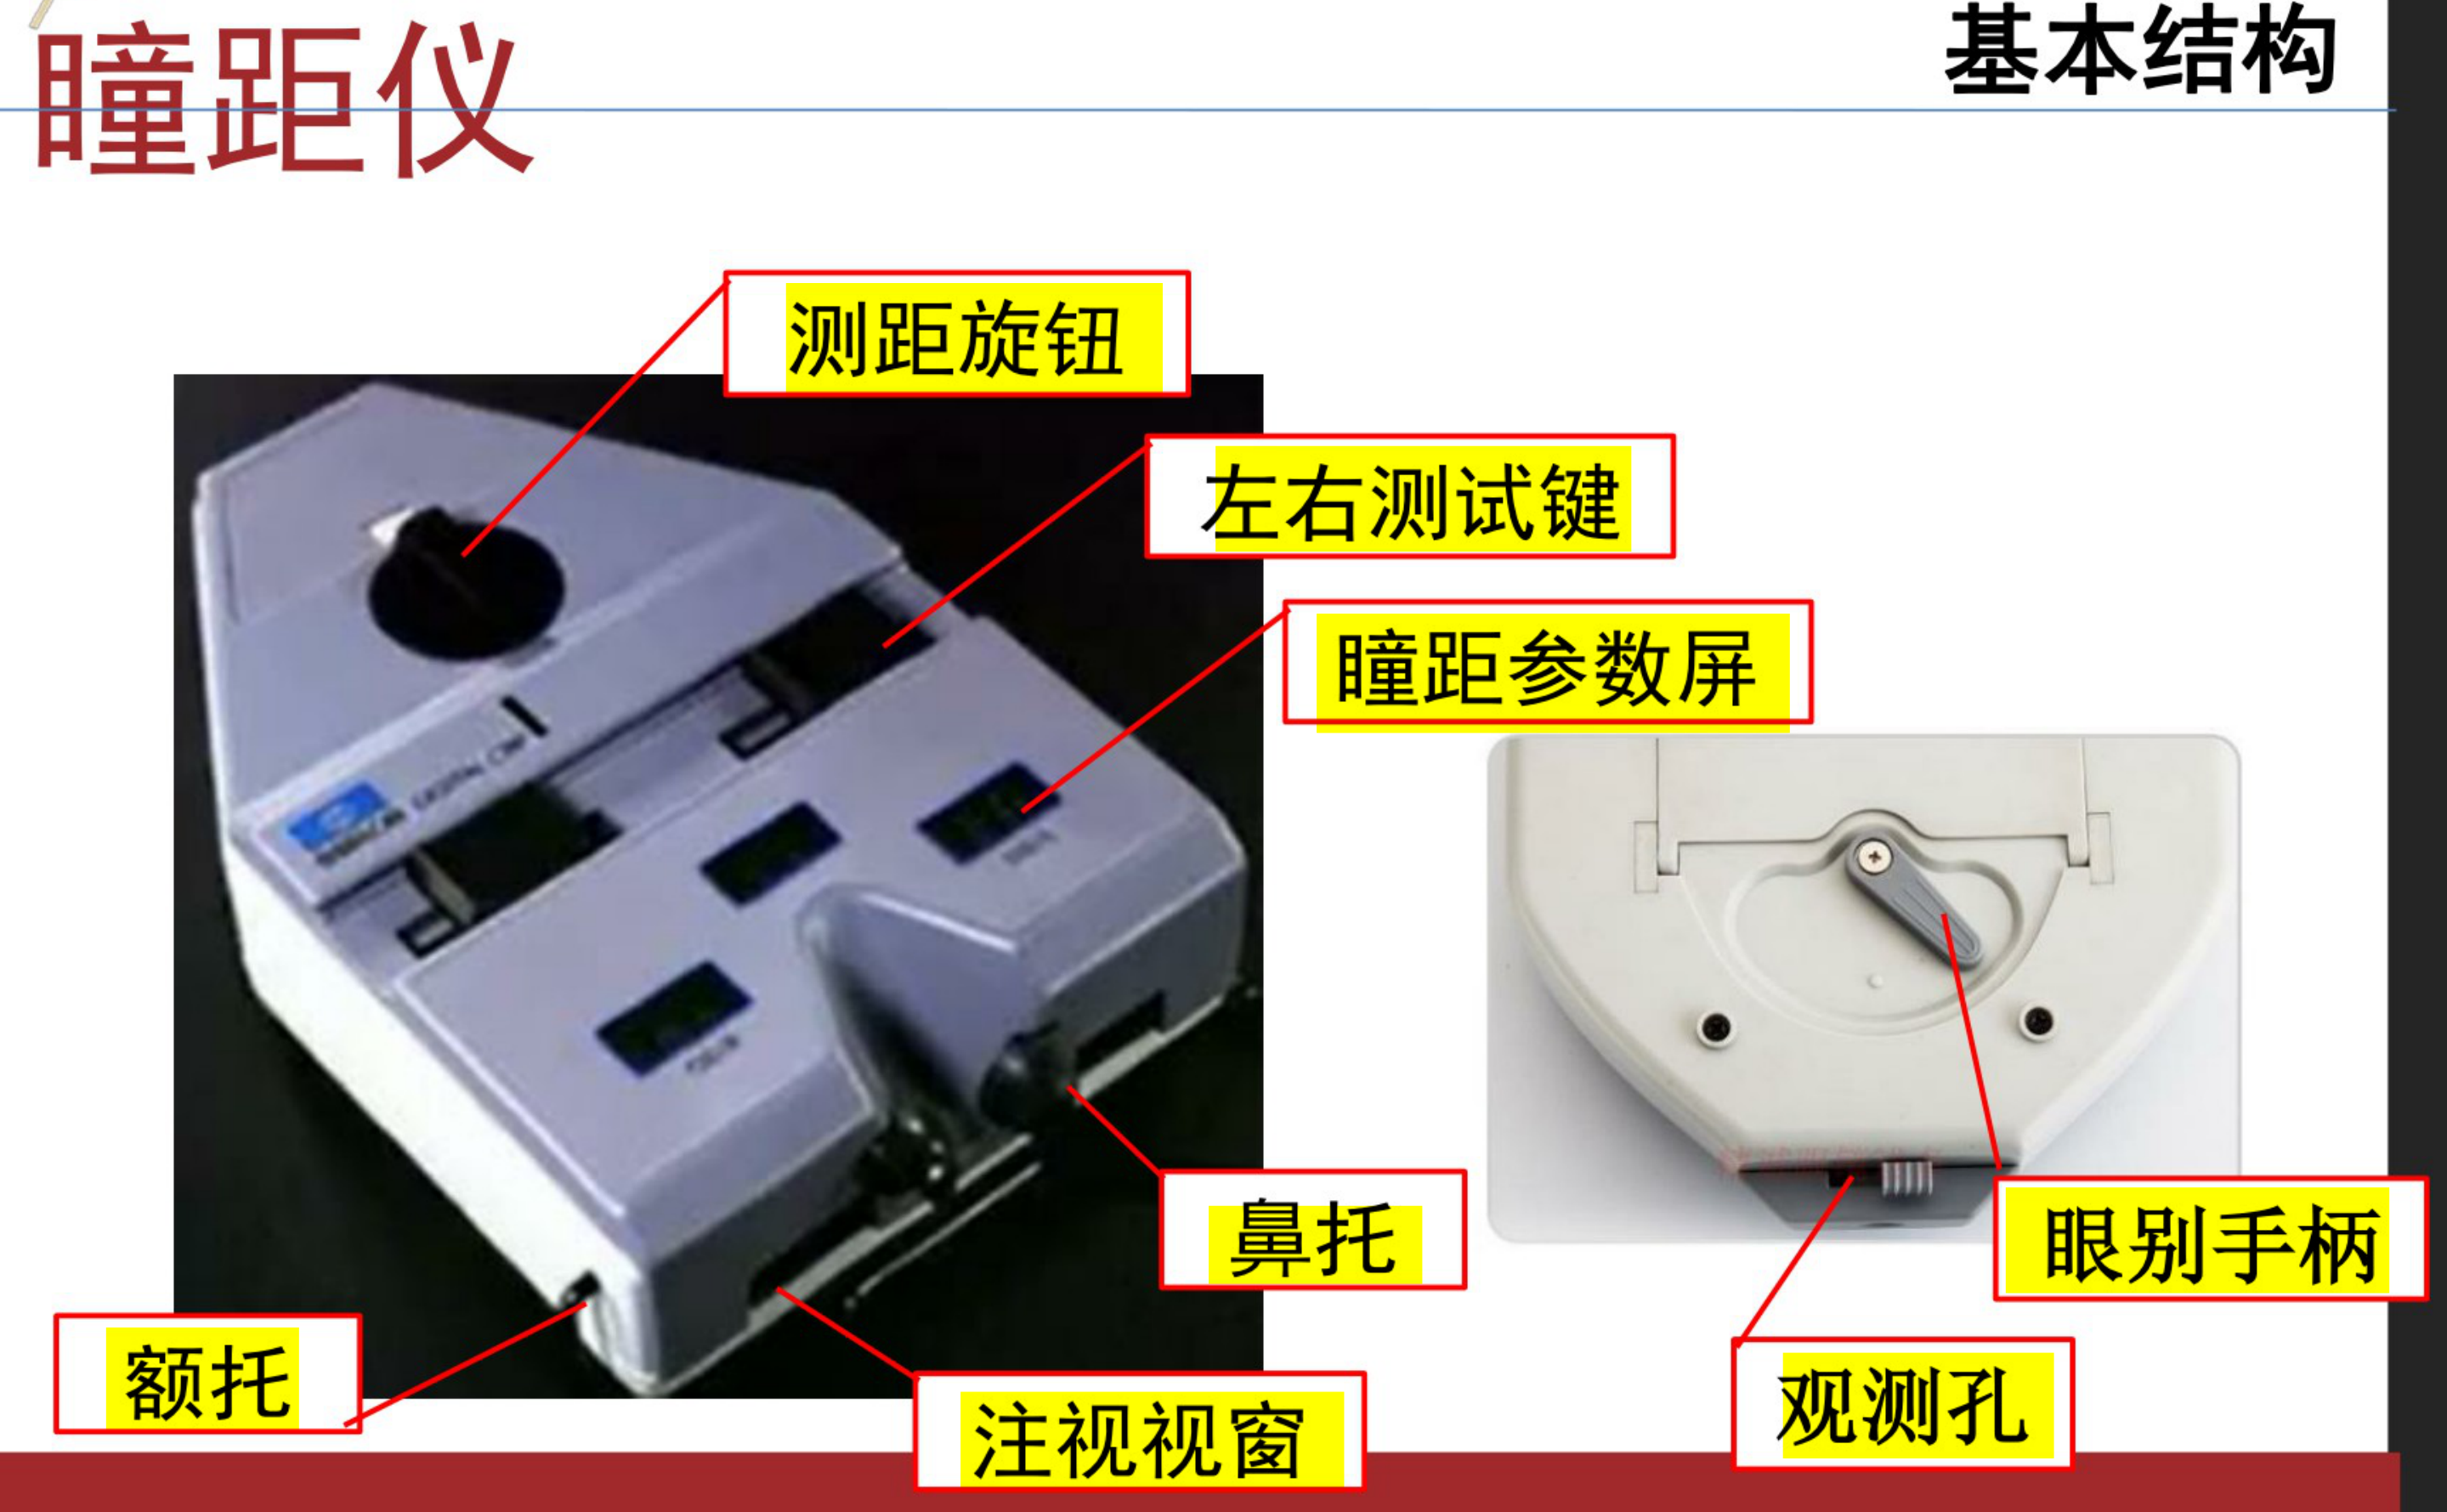 瞳距仪
基本结构
测距旋钮
左右测试键
瞳距参数屏
鼻托
眼别手柄
额托
观测孔
注视视窗